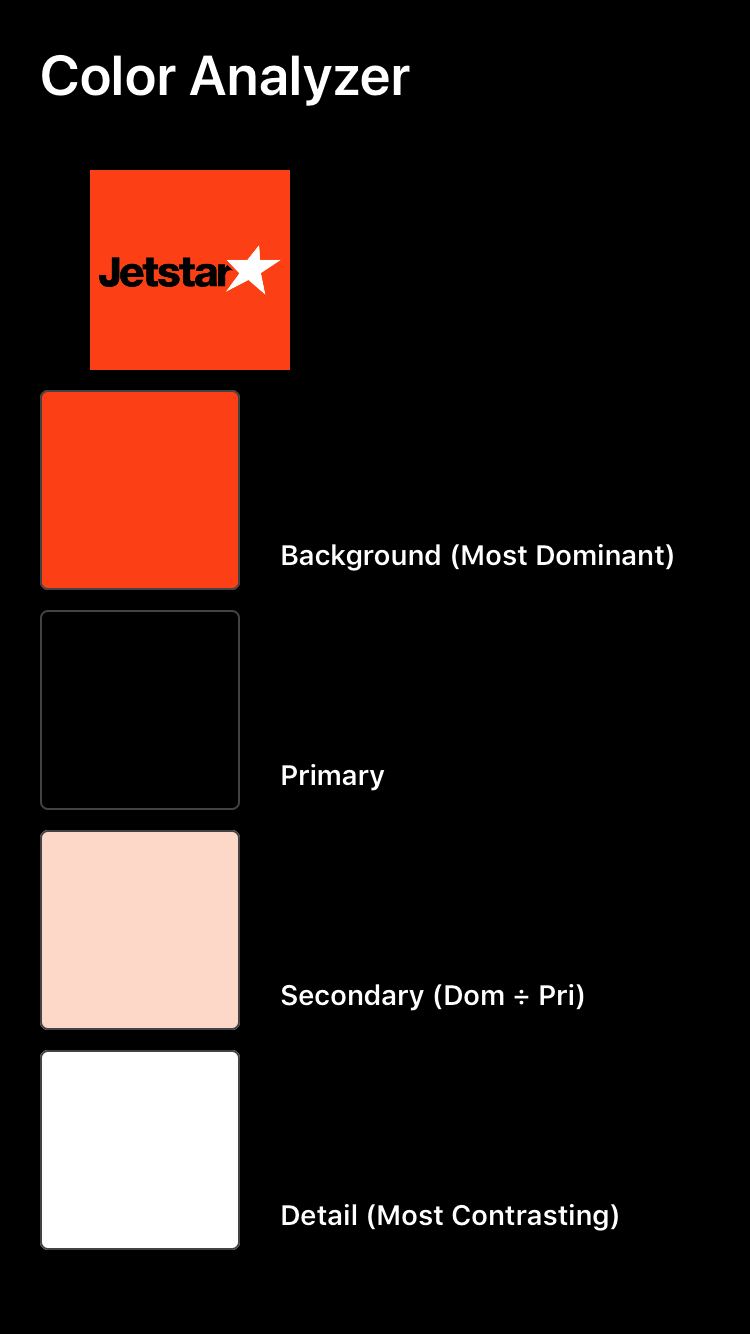 Color Analyzer
Jetstar
Background (Most Dominant)
Primary
Secondary (Dom ÷ Pri)
Detail (Most Contrasting)